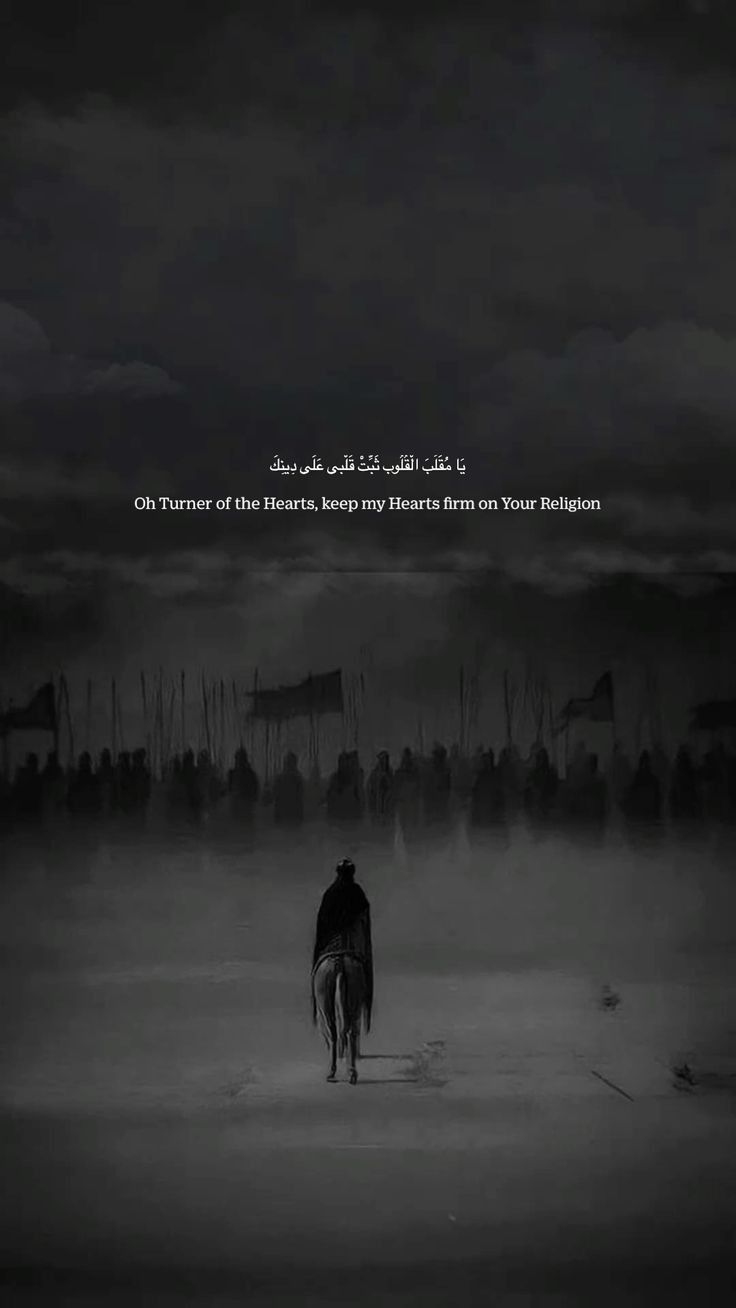 يَا مُقَلِّبَ الْقُلُوبِ ثَبِّتْ قَلْبِى عَلَى دِينِكَ
Oh Turner of the Hearts, keep my Hearts firm on Your Religion